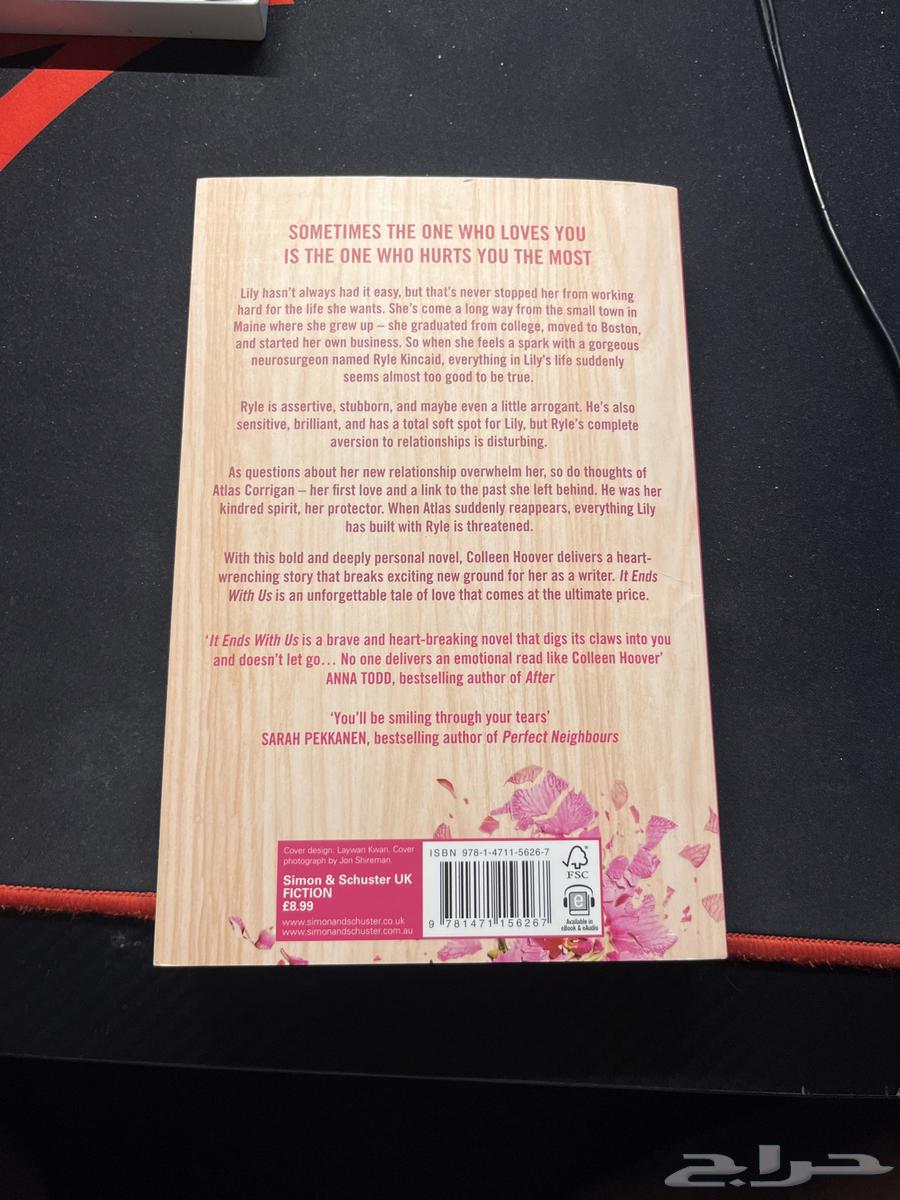 SOMETIMES THE ONE WHO LOVES YOU
IS THE ONE WHO HURTS YOU THE MOST
Lily hasn't always had it easy, but that's never stopped her from working
hard for the life she wants. She's come a long way from the small town in
Maine where she grew up – she graduated from college, moved to Boston,
and started her own business. So when she feels a spark with a gorgeous
neurosurgeon named Ryle Kincaid, everything in Lily's life suddenly
seems almost too good to be true.
Ryle is assertive, stubborn, and maybe even a little arrogant. He's also
sensitive, brilliant, and has a total soft spot for Lily, but Ryle's complete
aversion to relationships is disturbing.
As questions about her new relationship overwhelm her, so do thoughts of
Atlas Corrigan – her first love and a link to the past she left behind. He was her
kindred spirit, her protector. When Atlas suddenly reappears, everything Lily
has built with Ryle is threatened.
With this bold and deeply personal novel, Colleen Hoover delivers a heart-
wrenching story that breaks exciting new ground for her as a writer. It Ends
With Us is an unforgettable tale of love that comes at the ultimate price.
'It Ends With Us is a brave and heart-breaking novel that digs its claws into you
and doesn't let go… No one delivers an emotional read like Colleen Hoover'
ANNA TODD, bestselling author of After
'You'll be smiling through your tears'
SARAH PEKKANEN, bestselling author of Perfect Neighbours
Cover design: Laywan Kwan. Cover
photograph by Jon Shireman.
Simon & Schuster UK
FICTION
£8.99
www.simonandschuster.co.uk
www.simonandschuster.com.au
ISBN 978-1-4711-5626-7
9 781471 156267
FSC
e
Available in
eBook & eAudio
حراج